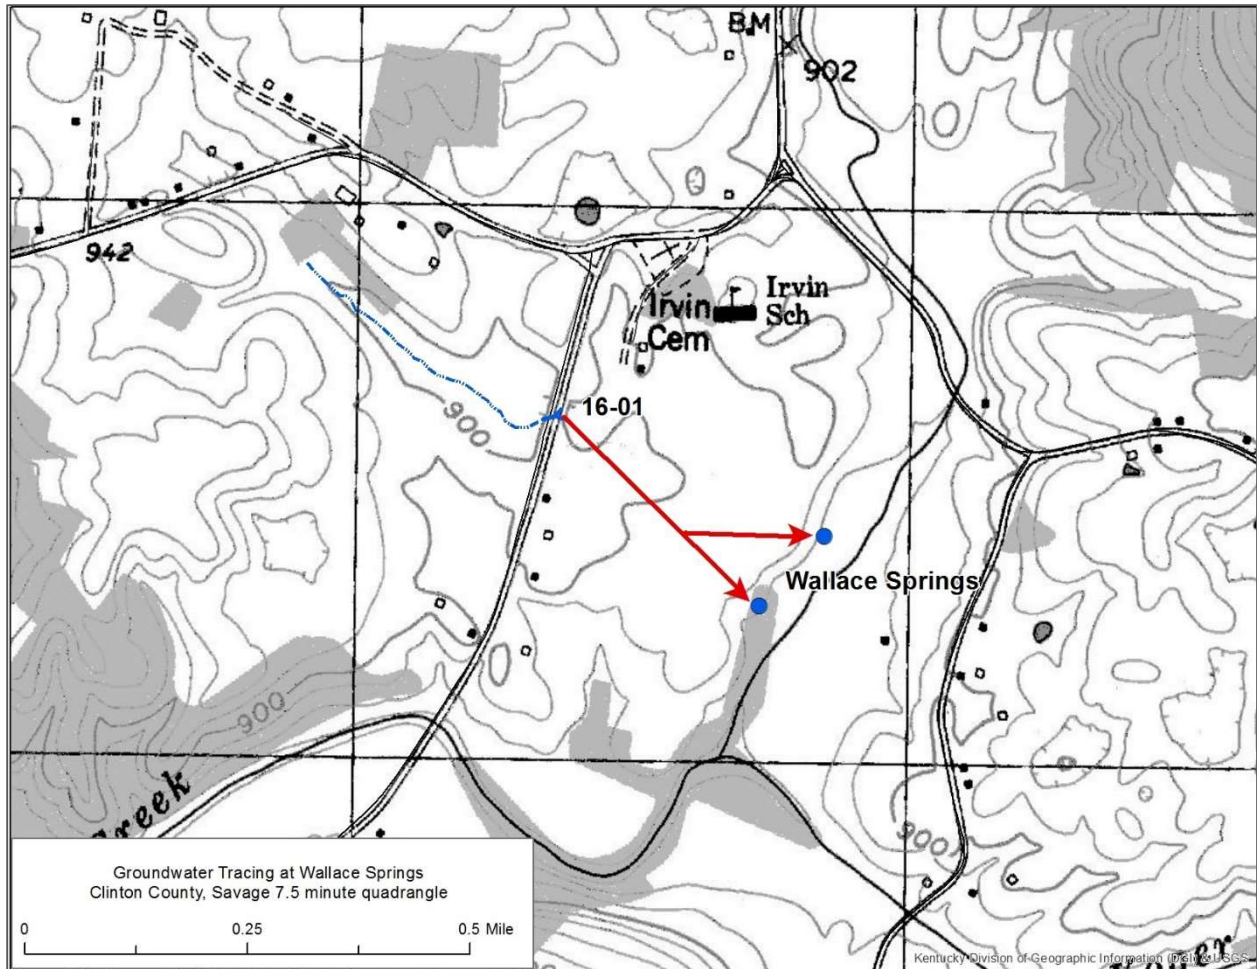 BM
902
942
Irvin
Cem
Irvin
Sch
16-01
900
Wallace Springs
900
900
Creek
Groundwater Tracing at Wallace Springs
Clinton County, Savage 7.5 minute quadrangle
0
0.25
0.5 Mile
Kentucky Division of Geographic Information (DGI) & USGS